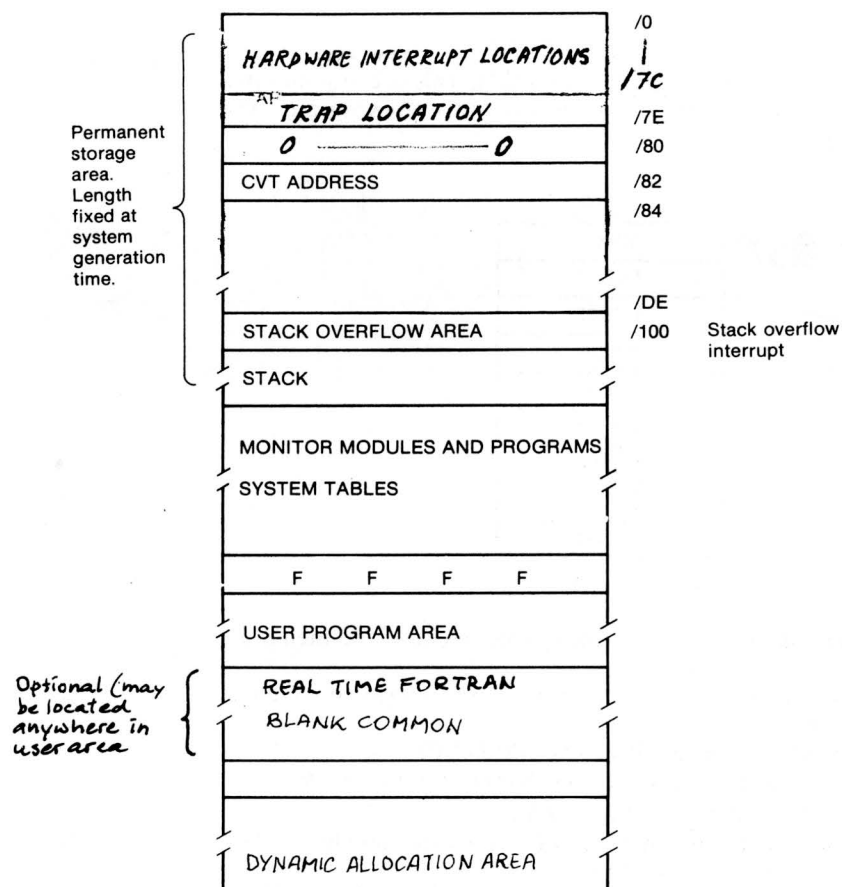 /0
HARDWARE INTERRUPT LOCATIONS
/7C
TRAP LOCATION /7E
0 0 /80
CVT ADDRESS /82
/84
Permanent
storage
area.
Length
fixed at
system
generation
time.
/DE
STACK OVERFLOW AREA /100 Stack overflow
interrupt
STACK
MONITOR MODULES AND PROGRAMS
SYSTEM TABLES
F F F F
USER PROGRAM AREA
Optional (may
be located
anywhere in
user area
REAL TIME FORTRAN
BLANK COMMON
DYNAMIC ALLOCATION AREA